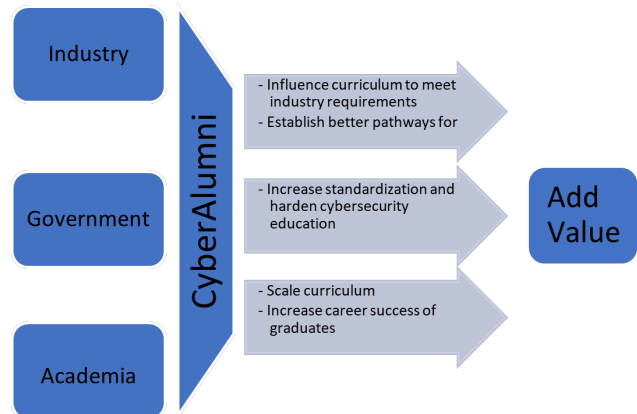 Industry
Government
Academia
CyberAlumni
- Influence curriculum to meet
industry requirements
- Establish better pathways for
- Increase standardization and
harden cybersecurity
education
- Scale curriculum
- Increase career success of
graduates
Add
Value